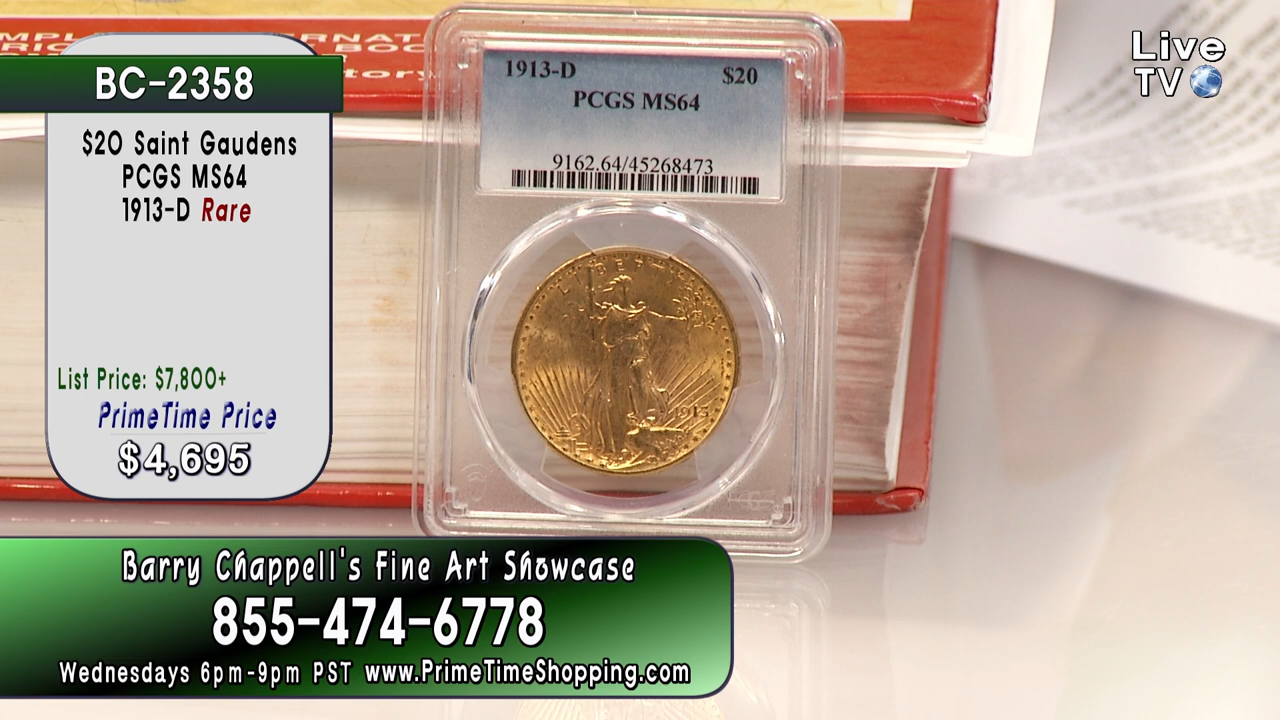 BC-2358
$20 Saint Gaudens
PCGS MS64
1913-D Rare
List Price: $7,800+
PrimeTime Price
$4,695
1913-D $20
PCGS MS64
9162.64/45268473
1913
Live
TV
Barry Chappell's Fine Art Showcase
855-474-6778
Wednesdays 6pm-9pm PST www.PrimeTimeShopping.com